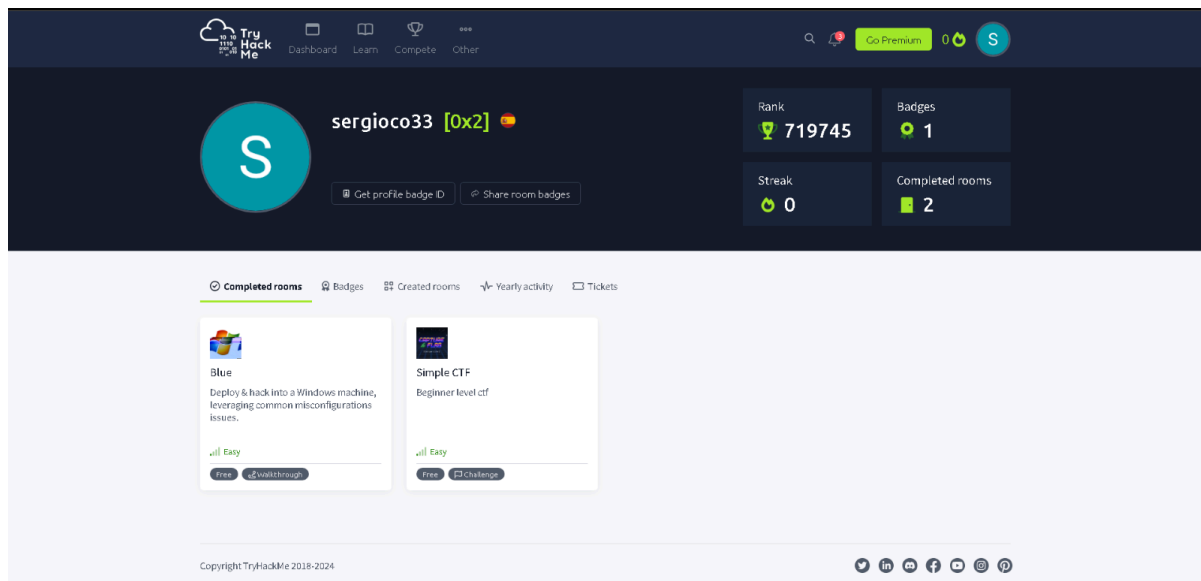 Try
Hack
Me
Dashboard
Learn
Compete
Other
3
Go Premium
0
S
S
sergioco33 [0x2]
Get profile badge ID
Share room badges
Rank
719745
Badges
1
Streak
0
Completed rooms
2
Completed rooms
Badges
Created rooms
Yearly activity
Tickets
Blue
Deploy & hack into a Windows machine,
leveraging common misconfigurations
issues.
Easy
Free
Walkthrough
Simple CTF
Beginner level ctf
Easy
Free
Challenge
Copyright TryHackMe 2018-2024